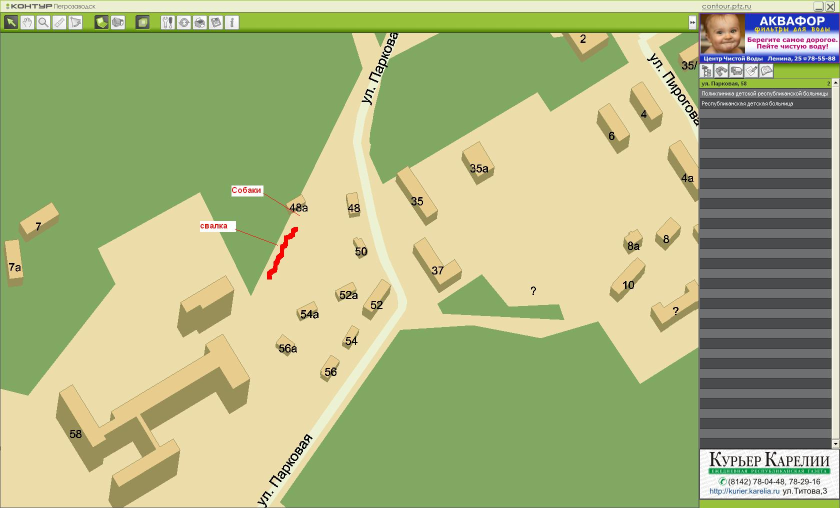 КОНТУР Петрозаводск
contour.ptz.ru
АКВАФОР
ФИЛЬТРЫ ДЛЯ ВОДЫ
Берегите самое дорогое.
Пейте чистую воду!
Центр Чистой Воды Ленина, 25 ☎78-55-88
ул. Парковая, 58 2
Поликлиника детской республиканской больницы
Республиканская детская больница
ул. Паркова
2
ул. Пирогова
35/
4
6
35а
4а
Собаки
48а
48
35
свалка
7
7а
50
8а
8
37
10
?
?
52а
52
54а
54
56а
56
58
ул. Парковая
КУРЬЕР КАРЕЛИИ
ЕЖЕДНЕВНАЯ РЕСПУБЛИКАНСКАЯ ГАЗЕТА
(8142) 78-04-48, 78-29-16
http://kurier.karelia.ru ул.Титова,3